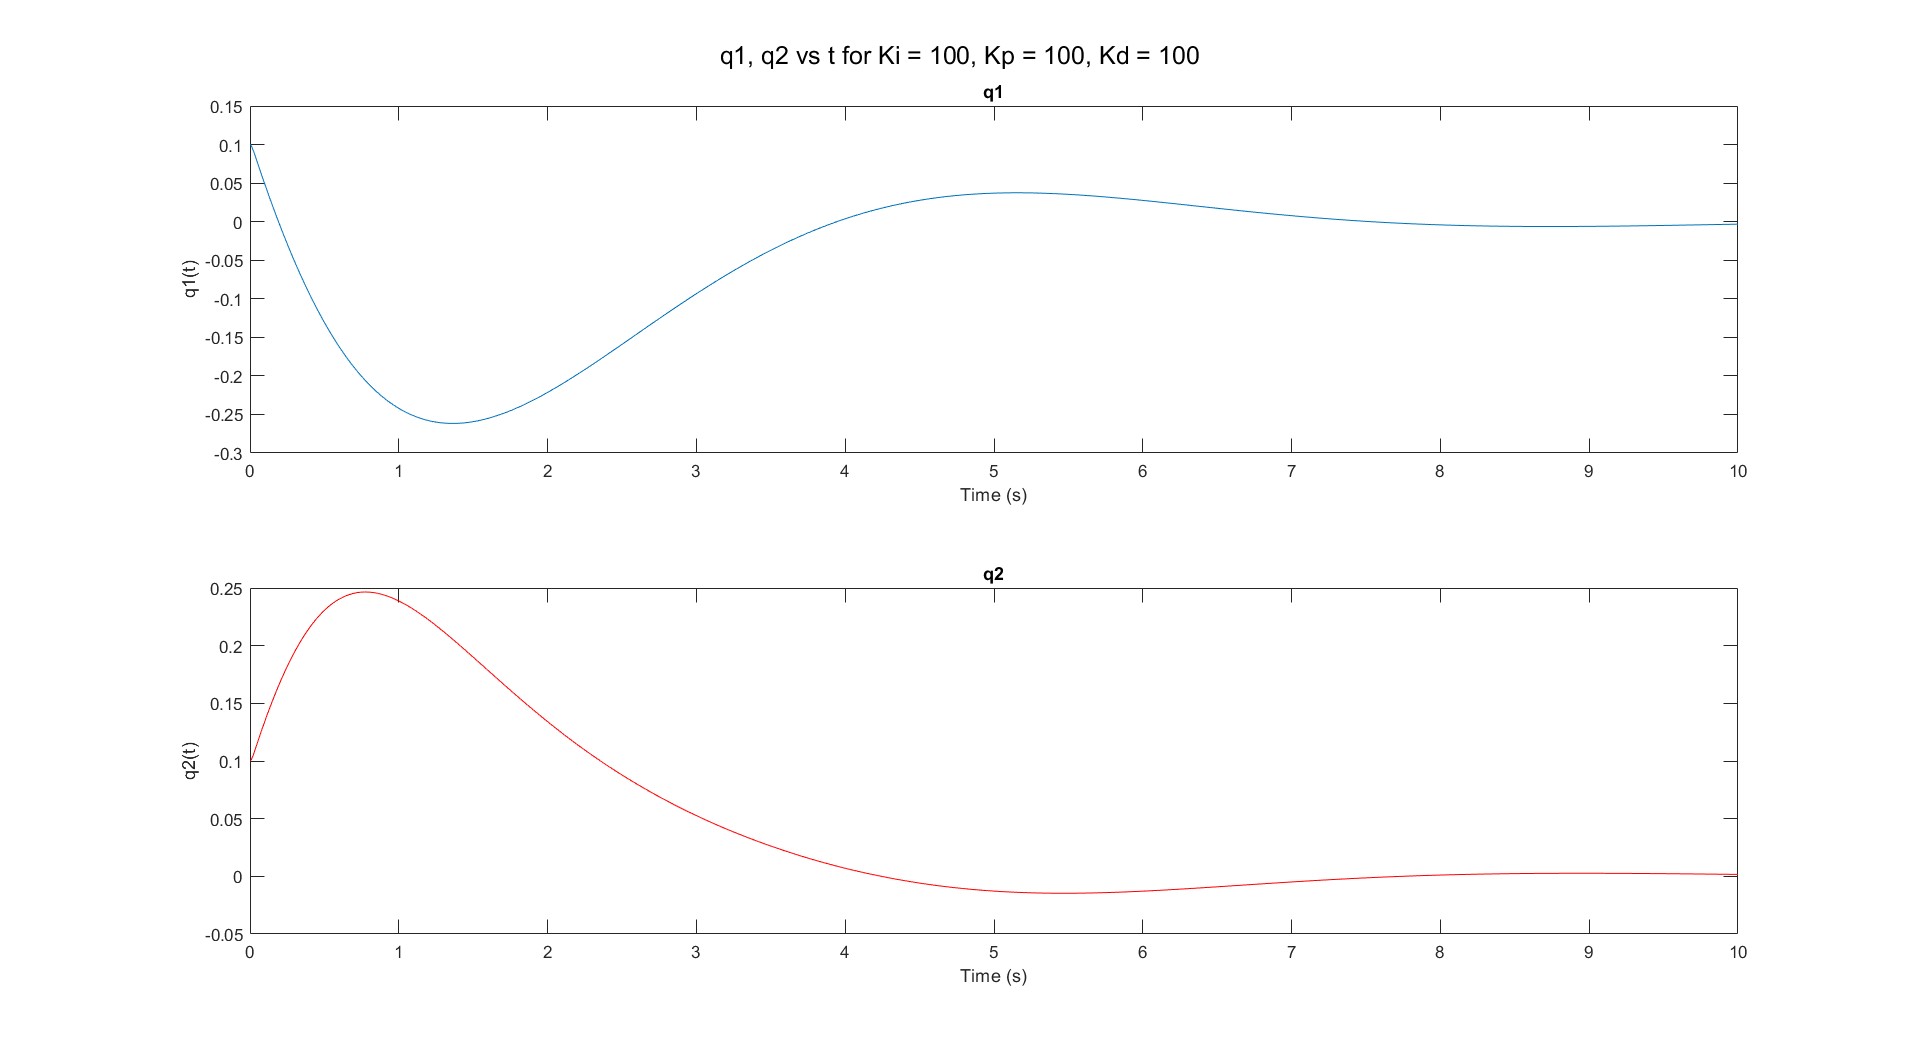 q1, q2 vs t for Ki = 100, Kp = 100, Kd = 100
q1
0.15
0.1
0.05
0
-0.05
-0.1
-0.15
-0.2
-0.25
-0.3
q1(t)
0 1 2 3 4 5 6 7 8 9 10
Time (s)
q2
0.25
0.2
0.15
0.1
0.05
0
-0.05
q2(t)
0 1 2 3 4 5 6 7 8 9 10
Time (s)